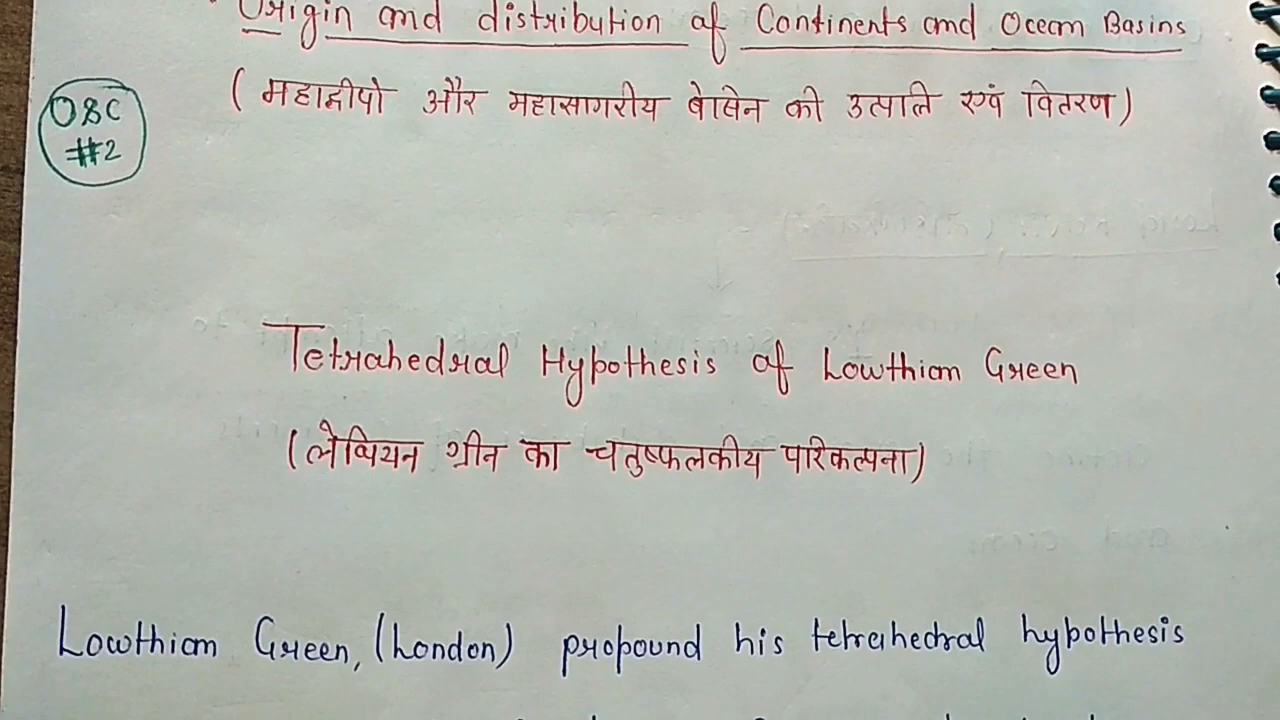 Origin and distribution of Continents and Ocean Basins
(महाद्वीपो और महासागरीय बेसिन की उत्पत्ति एवं वितरण)
OBC
#2
Tetrahedral Hypothesis of Lowthian Green
(लोथियन ग्रीन का चतुष्फलकीय परिकल्पना)
Lowthian Green, (London) propound his tetrahedral hypothesis